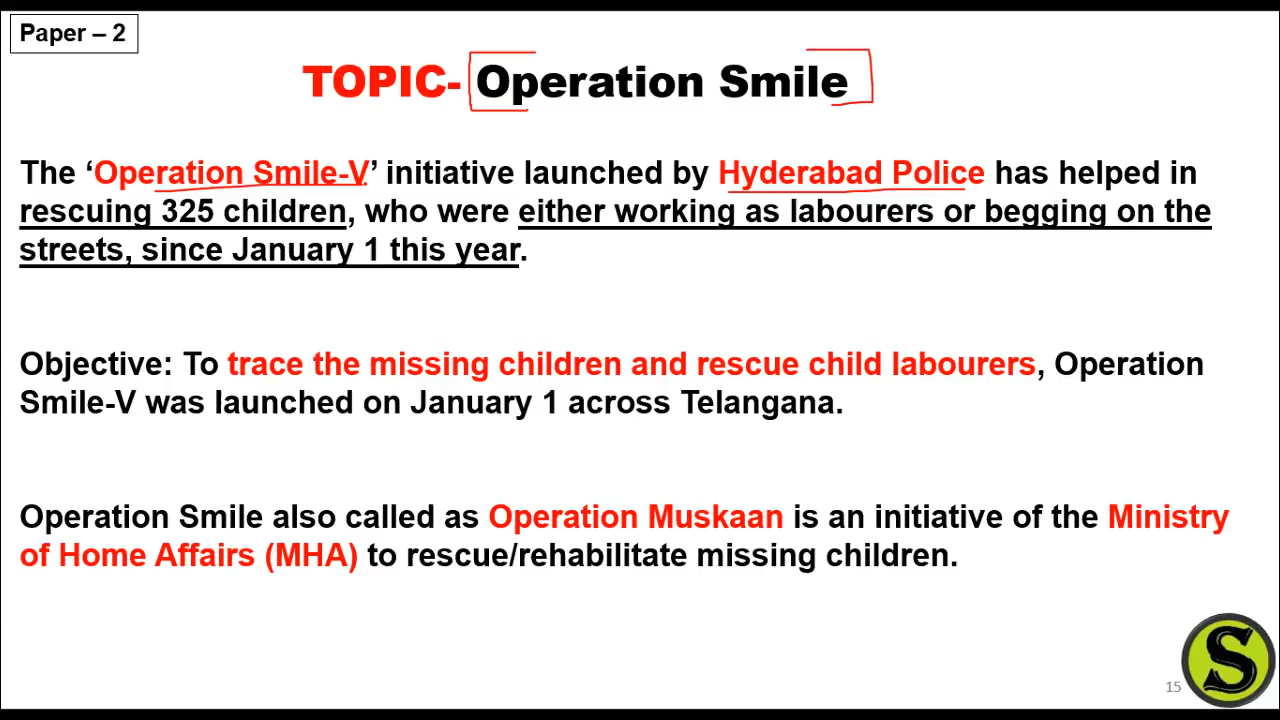 Paper – 2
TOPIC- Operation Smile
The ‘Operation Smile-V’ initiative launched by Hyderabad Police has helped in
rescuing 325 children, who were either working as labourers or begging on the
streets, since January 1 this year.
Objective: To trace the missing children and rescue child labourers, Operation
Smile-V was launched on January 1 across Telangana.
Operation Smile also called as Operation Muskaan is an initiative of the Ministry
of Home Affairs (MHA) to rescue/rehabilitate missing children.
15
S